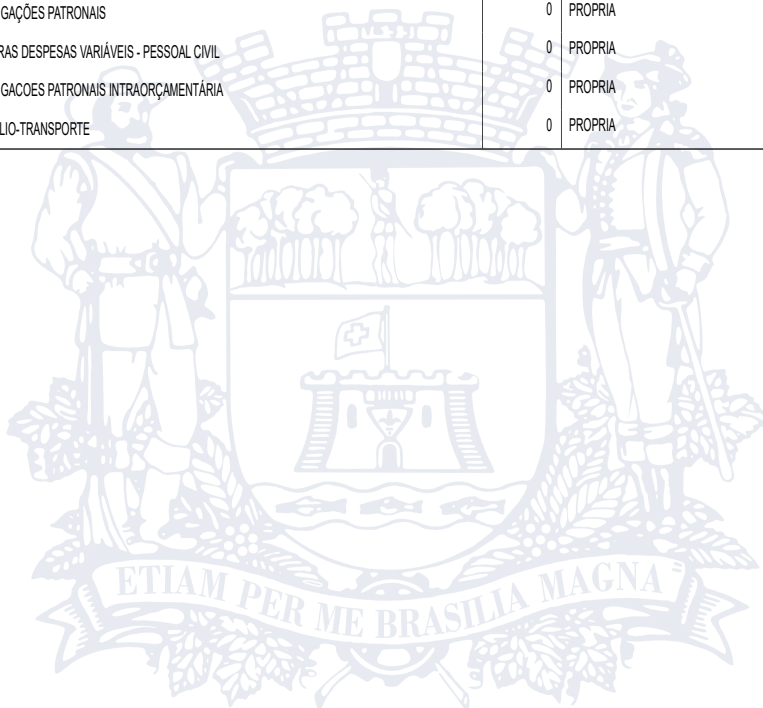 GAÇÕES PATRONAIS 0 PROPRIA
RAS DESPESAS VARIÁVEIS - PESSOAL CIVIL 0 PROPRIA
GACOES PATRONAIS INTRAORÇAMENTÁRIA 0 PROPRIA
LIO-TRANSPORTE 0 PROPRIA
ETIAM PER ME BRASILIA MAGNA